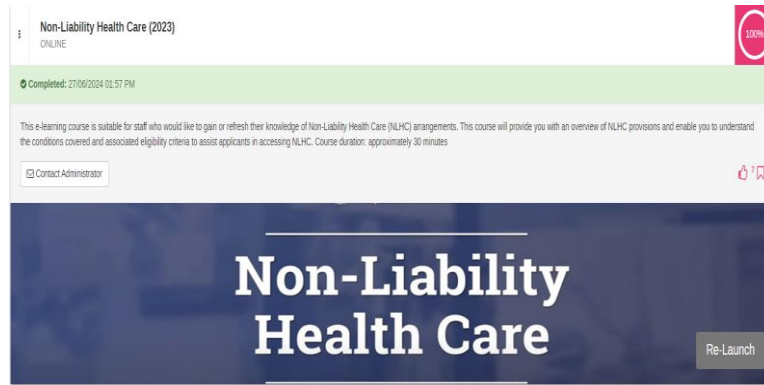 Non-Liability Health Care (2023)
ONLINE
100%
Completed: 27/06/2024 01:57 PM
This e-learning course is suitable for staff who would like to gain or refresh their knowledge of Non-Liability Health Care (NLHC) arrangements. This course will provide you with an overview of NLHC provisions and enable you to understand
the conditions covered and associated eligibility criteria to assist applicants in accessing NLHC. Course duration: approximately 30 minutes
Contact Administrator
7
Non-Liability
Health Care
Re-Launch